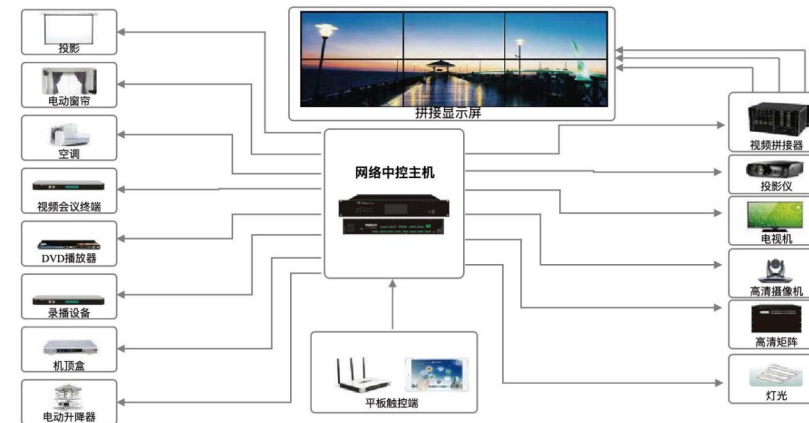 投影
电动窗帘
空调
视频会议终端
DVD播放器
录播设备
机顶盒
电动升降器
拼接显示屏
网络中控主机
平板触控端
视频拼接器
投影仪
电视机
高清摄像机
高清矩阵
灯光